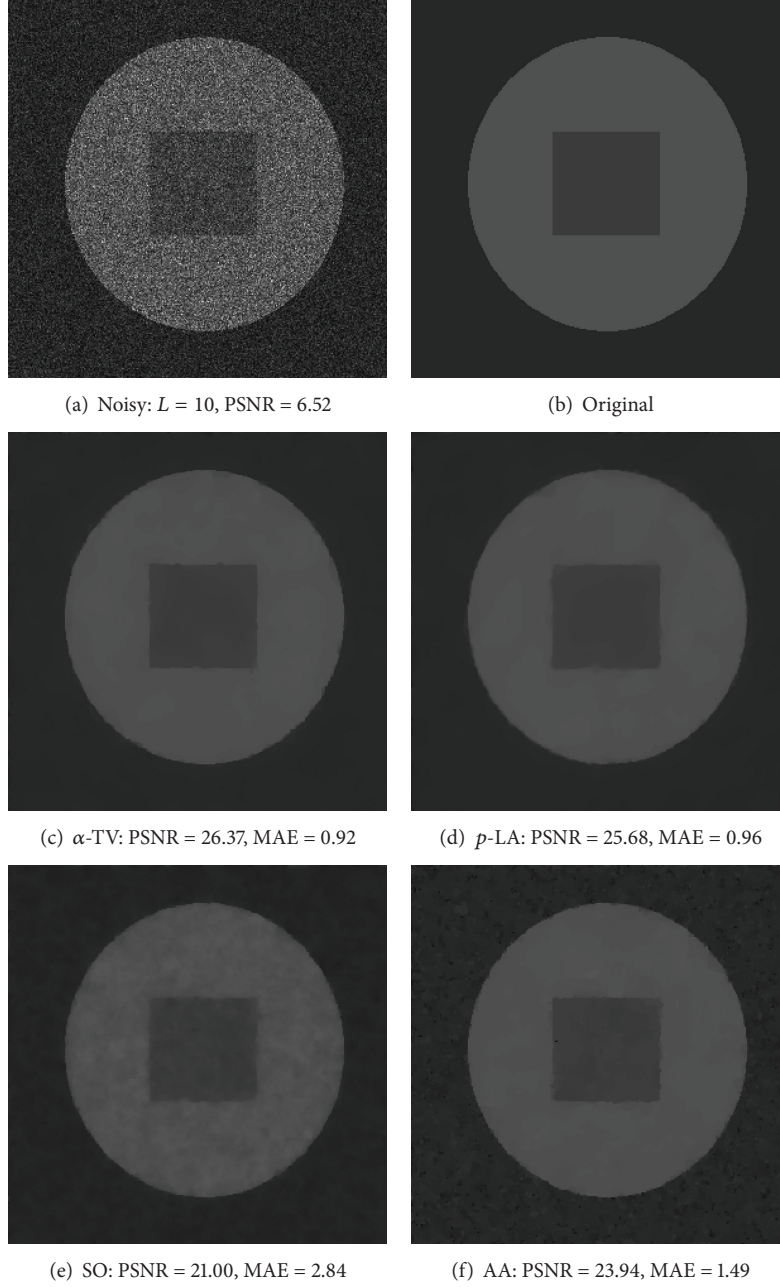 (a) Noisy: L = 10, PSNR = 6.52
(b) Original
(c) α-TV: PSNR = 26.37, MAE = 0.92
(d) p-LA: PSNR = 25.68, MAE = 0.96
(e) SO: PSNR = 21.00, MAE = 2.84
(f) AA: PSNR = 23.94, MAE = 1.49